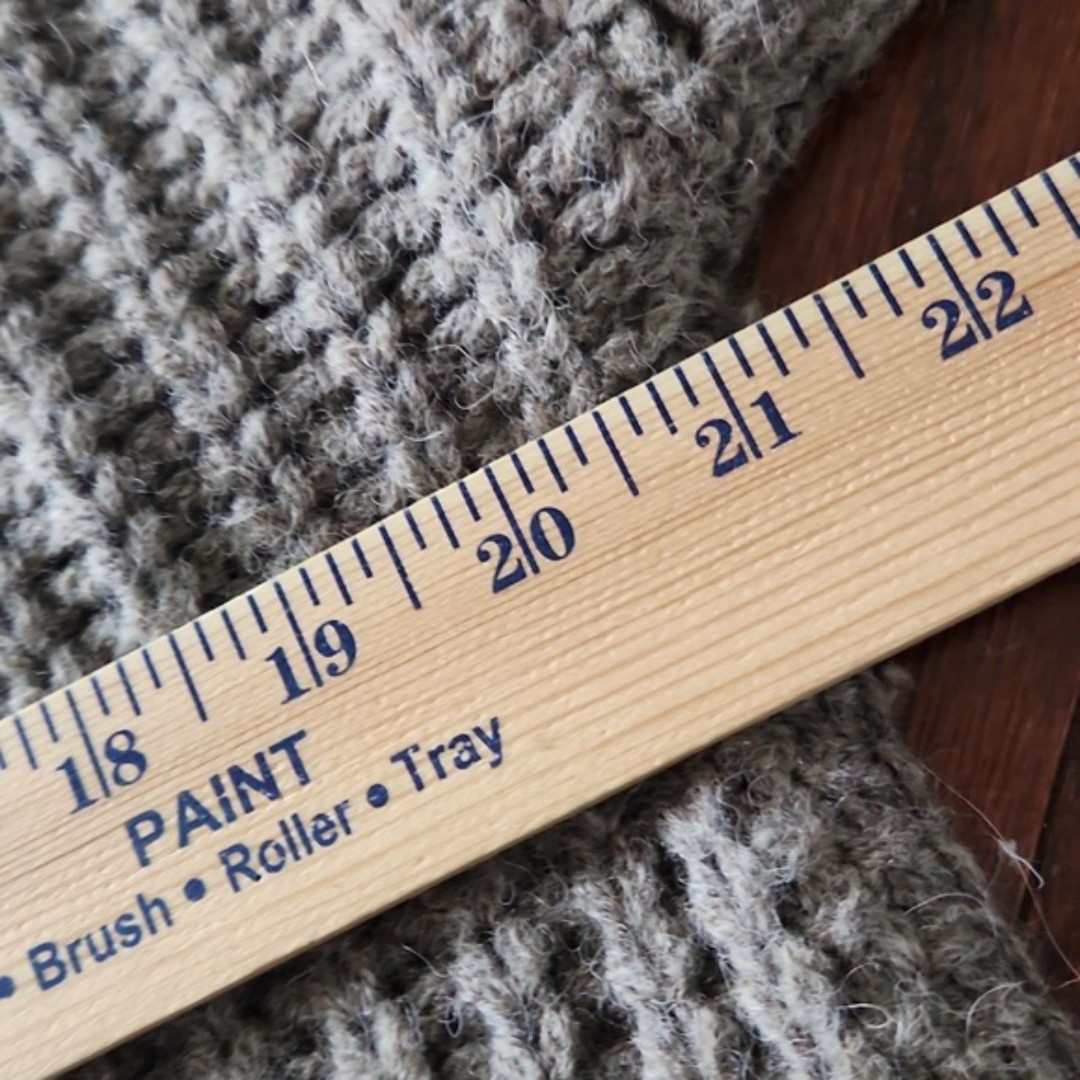 18 19 20 21 22
PAINT
• Brush • Roller • Tray